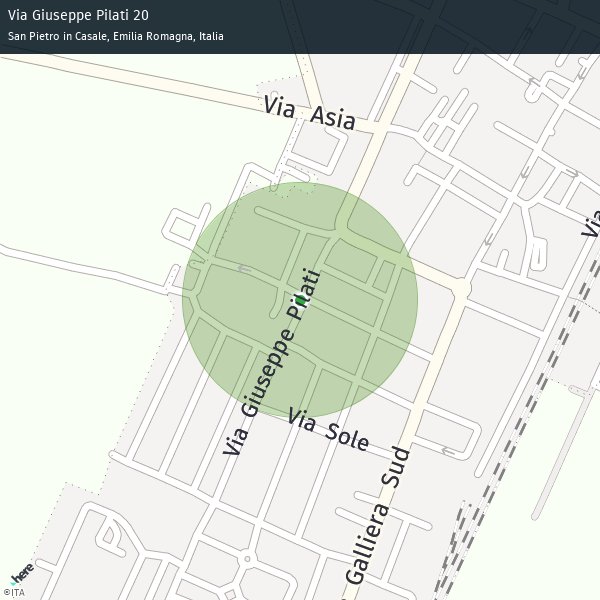 Via Giuseppe Pilati 20
San Pietro in Casale, Emilia Romagna, Italia
Via Asia
Via
Via Giuseppe Pilati
Via Sole
Galliera Sud
here
©ITA